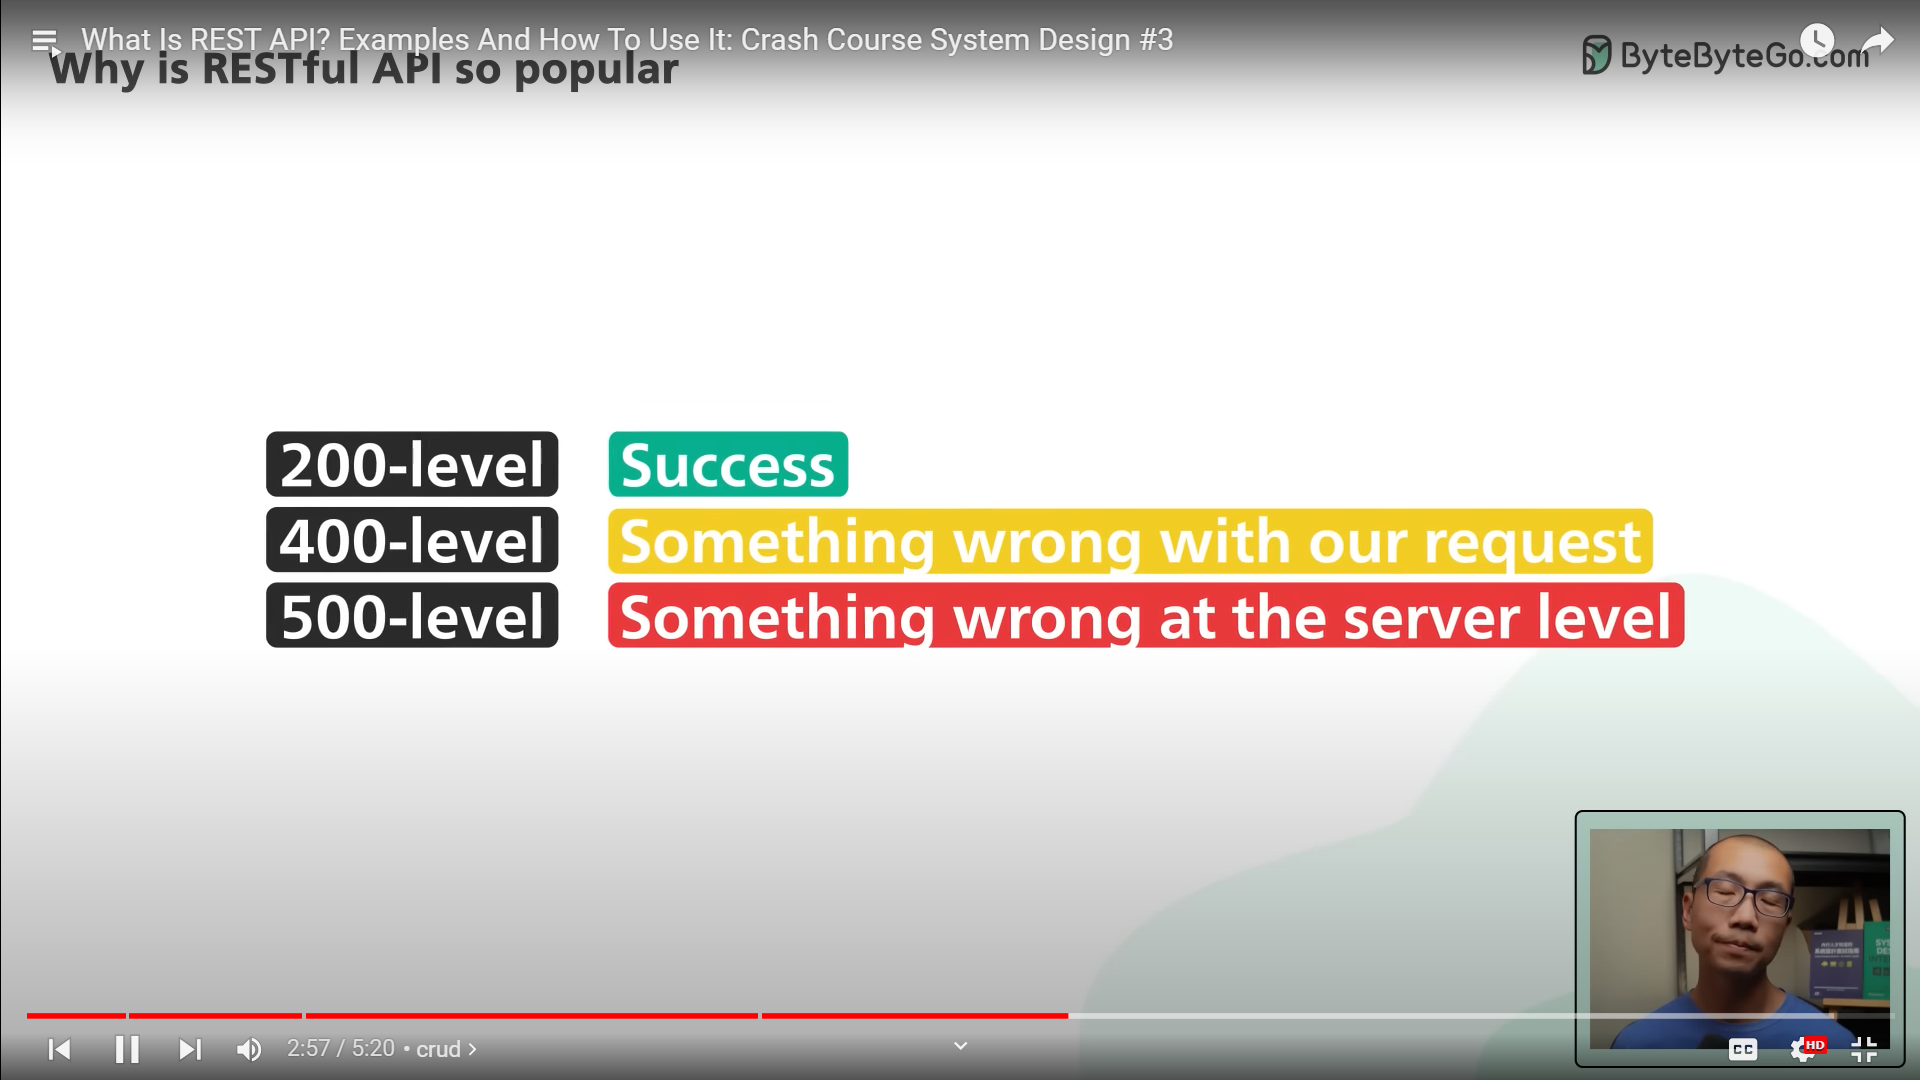 What Is REST API? Examples And How To Use It: Crash Course System Design #3
Why is RESTful API so popular
ByteByteGo.com
200-level Success
400-level Something wrong with our request
500-level Something wrong at the server level
2:57 / 5:20 • crud
CC
HD